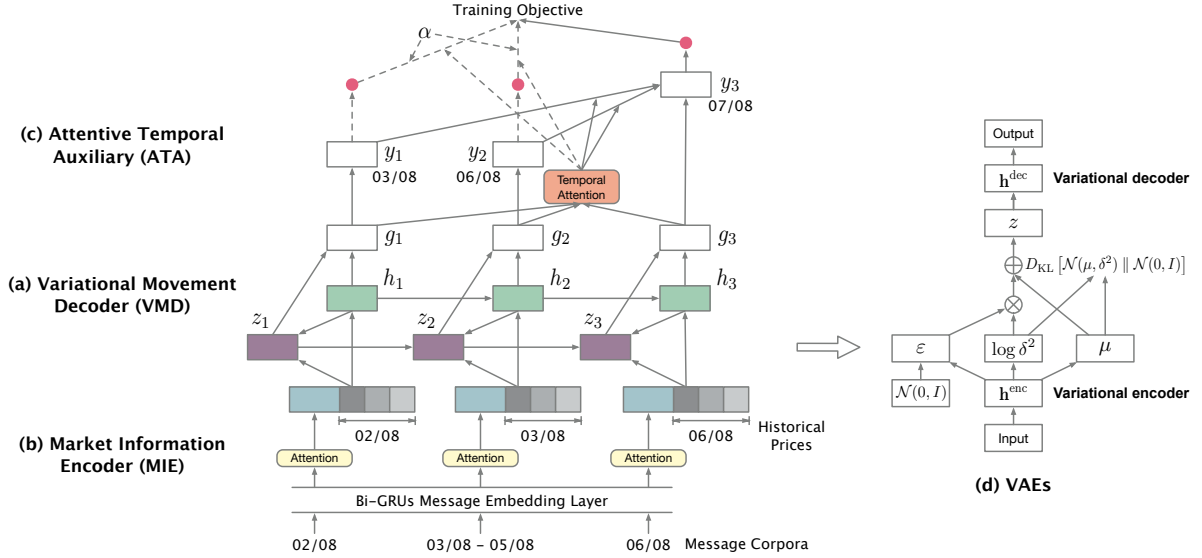 Training Objective
α
y₃
07/08
(c) Attentive Temporal
Auxiliary (ATA)
y₁
03/08
y₂
06/08
Temporal
Attention
g₁
g₂
g₃
(a) Variational Movement
Decoder (VMD)
h₁
h₂
h₃
z₁
z₂
z₃
02/08
03/08
06/08
Historical
Prices
(b) Market Information
Encoder (MIE)
Attention
Attention
Attention
Bi-GRUs Message Embedding Layer
02/08
03/08 - 05/08
06/08
Message Corpora
Output
h^dec
Variational decoder
z
D_KL [N(μ, δ²) ∥ N(0, I)]
ε
log δ²
μ
N(0, I)
h^enc
Variational encoder
Input
(d) VAEs